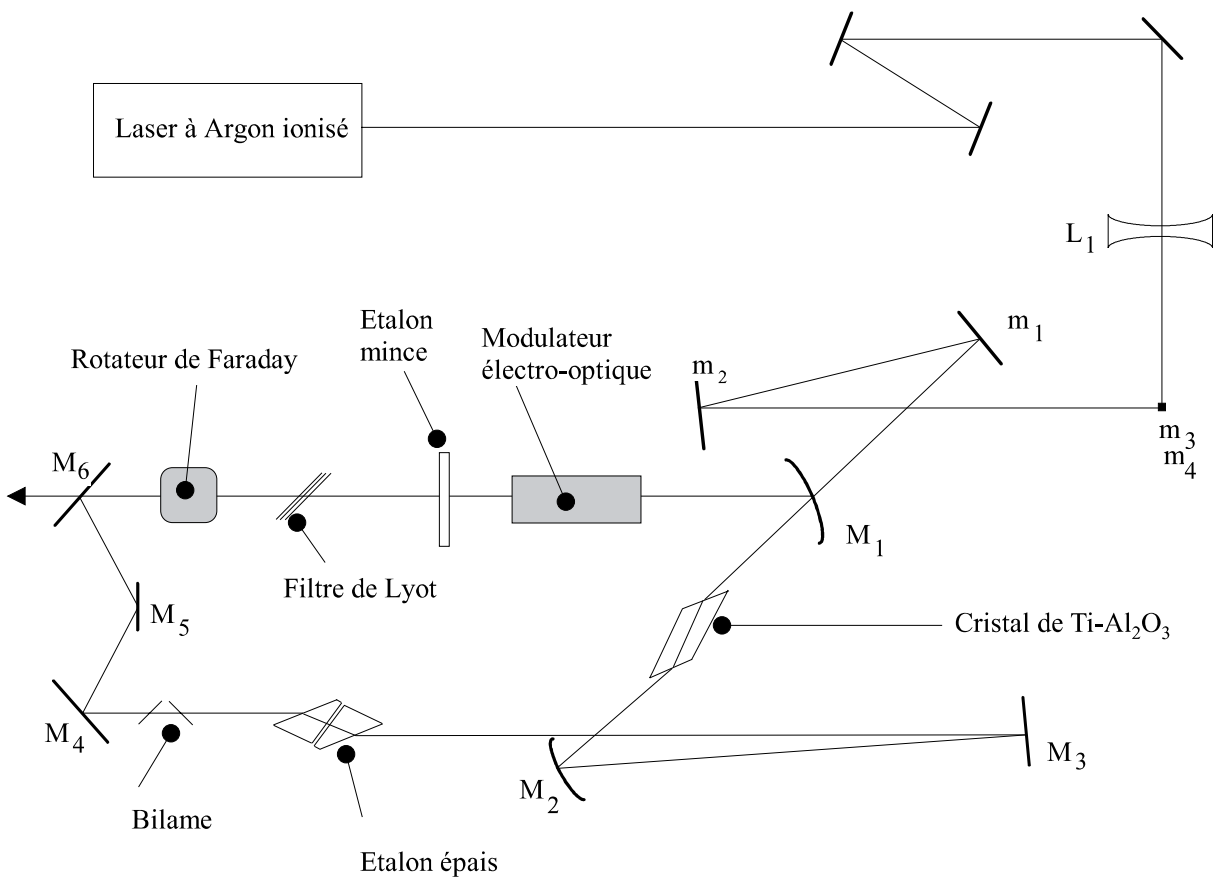 Laser à Argon ionisé
L1
m1
Etalon
mince
Modulateur
électro-optique
m2
Rotateur de Faraday
m3
m4
M6
M1
Filtre de Lyot
M5
Cristal de Ti-Al2O3
M4
M3
M2
Bilame
Etalon épais